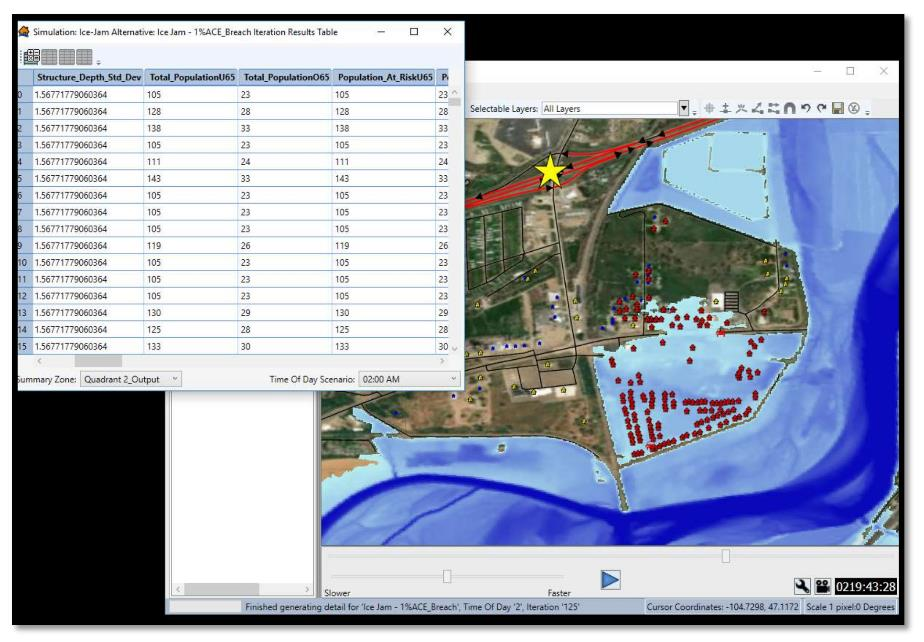 Simulation: Ice-Jam Alternative: Ice Jam - 1%ACE_Breach Iteration Results Table
Structure_Depth_Std_Dev Total_PopulationU65 Total_PopulationO65 Population_At_RiskU65
0 1.56771779060364 105 23 105 23
1 1.56771779060364 128 28 128 28
2 1.56771779060364 138 33 138 33
3 1.56771779060364 105 23 105 23
4 1.56771779060364 111 24 111 24
5 1.56771779060364 143 33 143 33
6 1.56771779060364 105 23 105 23
7 1.56771779060364 105 23 105 23
8 1.56771779060364 105 23 105 23
9 1.56771779060364 119 26 119 26
10 1.56771779060364 105 23 105 23
11 1.56771779060364 105 23 105 23
12 1.56771779060364 105 23 105 23
13 1.56771779060364 130 29 130 29
14 1.56771779060364 125 28 125 28
15 1.56771779060364 133 30 133 30
Summary Zone: Quadrant 2_Output Time Of Day Scenario: 02:00 AM
Selectable Layers: All Layers
Slower Faster
0219:43:28
Finished generating detail for 'Ice Jam - 1%ACE_Breach', Time Of Day '2', Iteration '125' Cursor Coordinates: -104.7298, 47.1172 Scale 1 pixel:0 Degrees